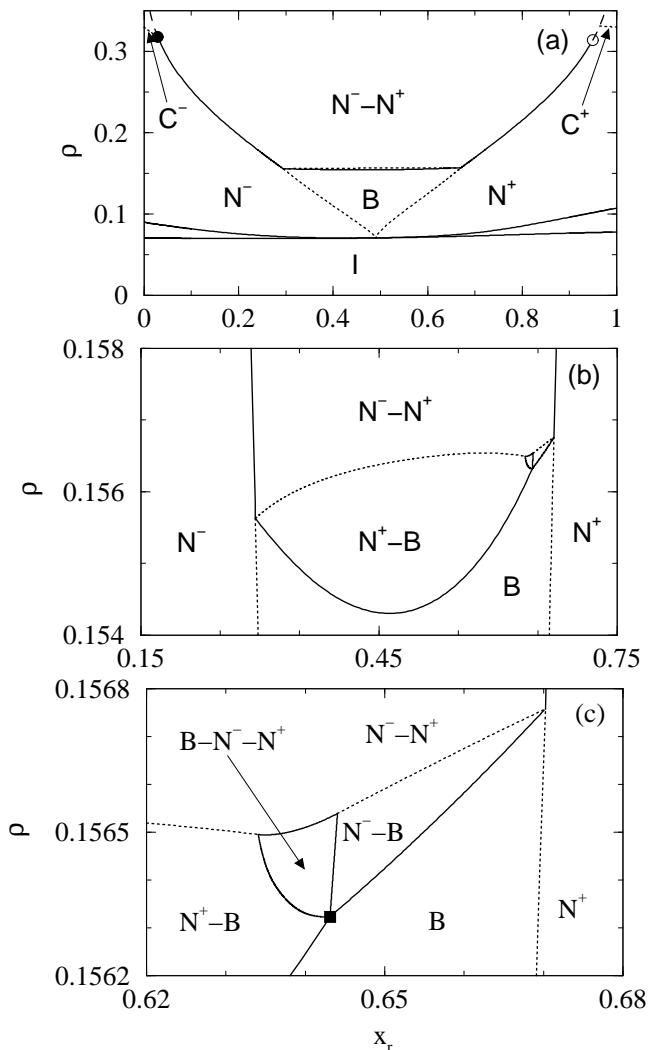 (a)
0.3
N⁻–N⁺
C⁻
C⁺
0.2
ρ
N⁻
B
N⁺
0.1
I
0
0
0.2
0.4
0.6
0.8
1
0.158
(b)
N⁻–N⁺
ρ
0.156
N⁻
N⁺–B
N⁺
B
0.154
0.15
0.45
0.75
0.1568
(c)
N⁻–N⁺
B–N⁻–N⁺
ρ
0.1565
N⁻–B
N⁺–B
B
N⁺
0.1562
0.62
0.65
0.68
xᵣ